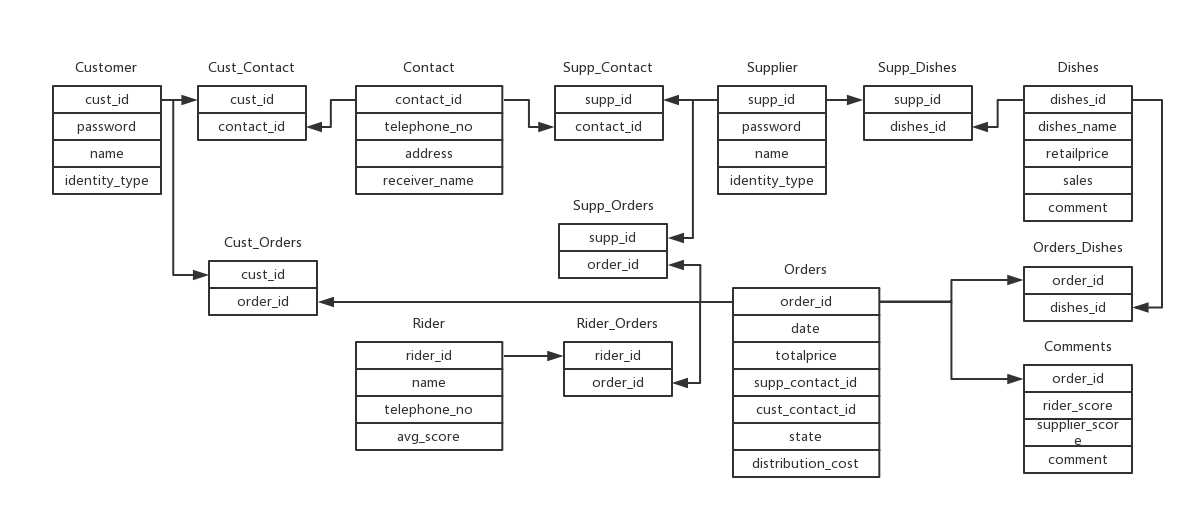 Customer
cust_id
password
name
identity_type
Cust_Contact
cust_id
contact_id
Contact
contact_id
telephone_no
address
receiver_name
Supp_Contact
supp_id
contact_id
Supplier
supp_id
password
name
identity_type
Supp_Dishes
supp_id
dishes_id
Dishes
dishes_id
dishes_name
retailprice
sales
comment
Supp_Orders
supp_id
order_id
Cust_Orders
cust_id
order_id
Orders
order_id
date
totalprice
supp_contact_id
cust_contact_id
state
distribution_cost
Orders_Dishes
order_id
dishes_id
Rider
rider_id
name
telephone_no
avg_score
Rider_Orders
rider_id
order_id
Comments
order_id
rider_score
supplier_scor
e
comment